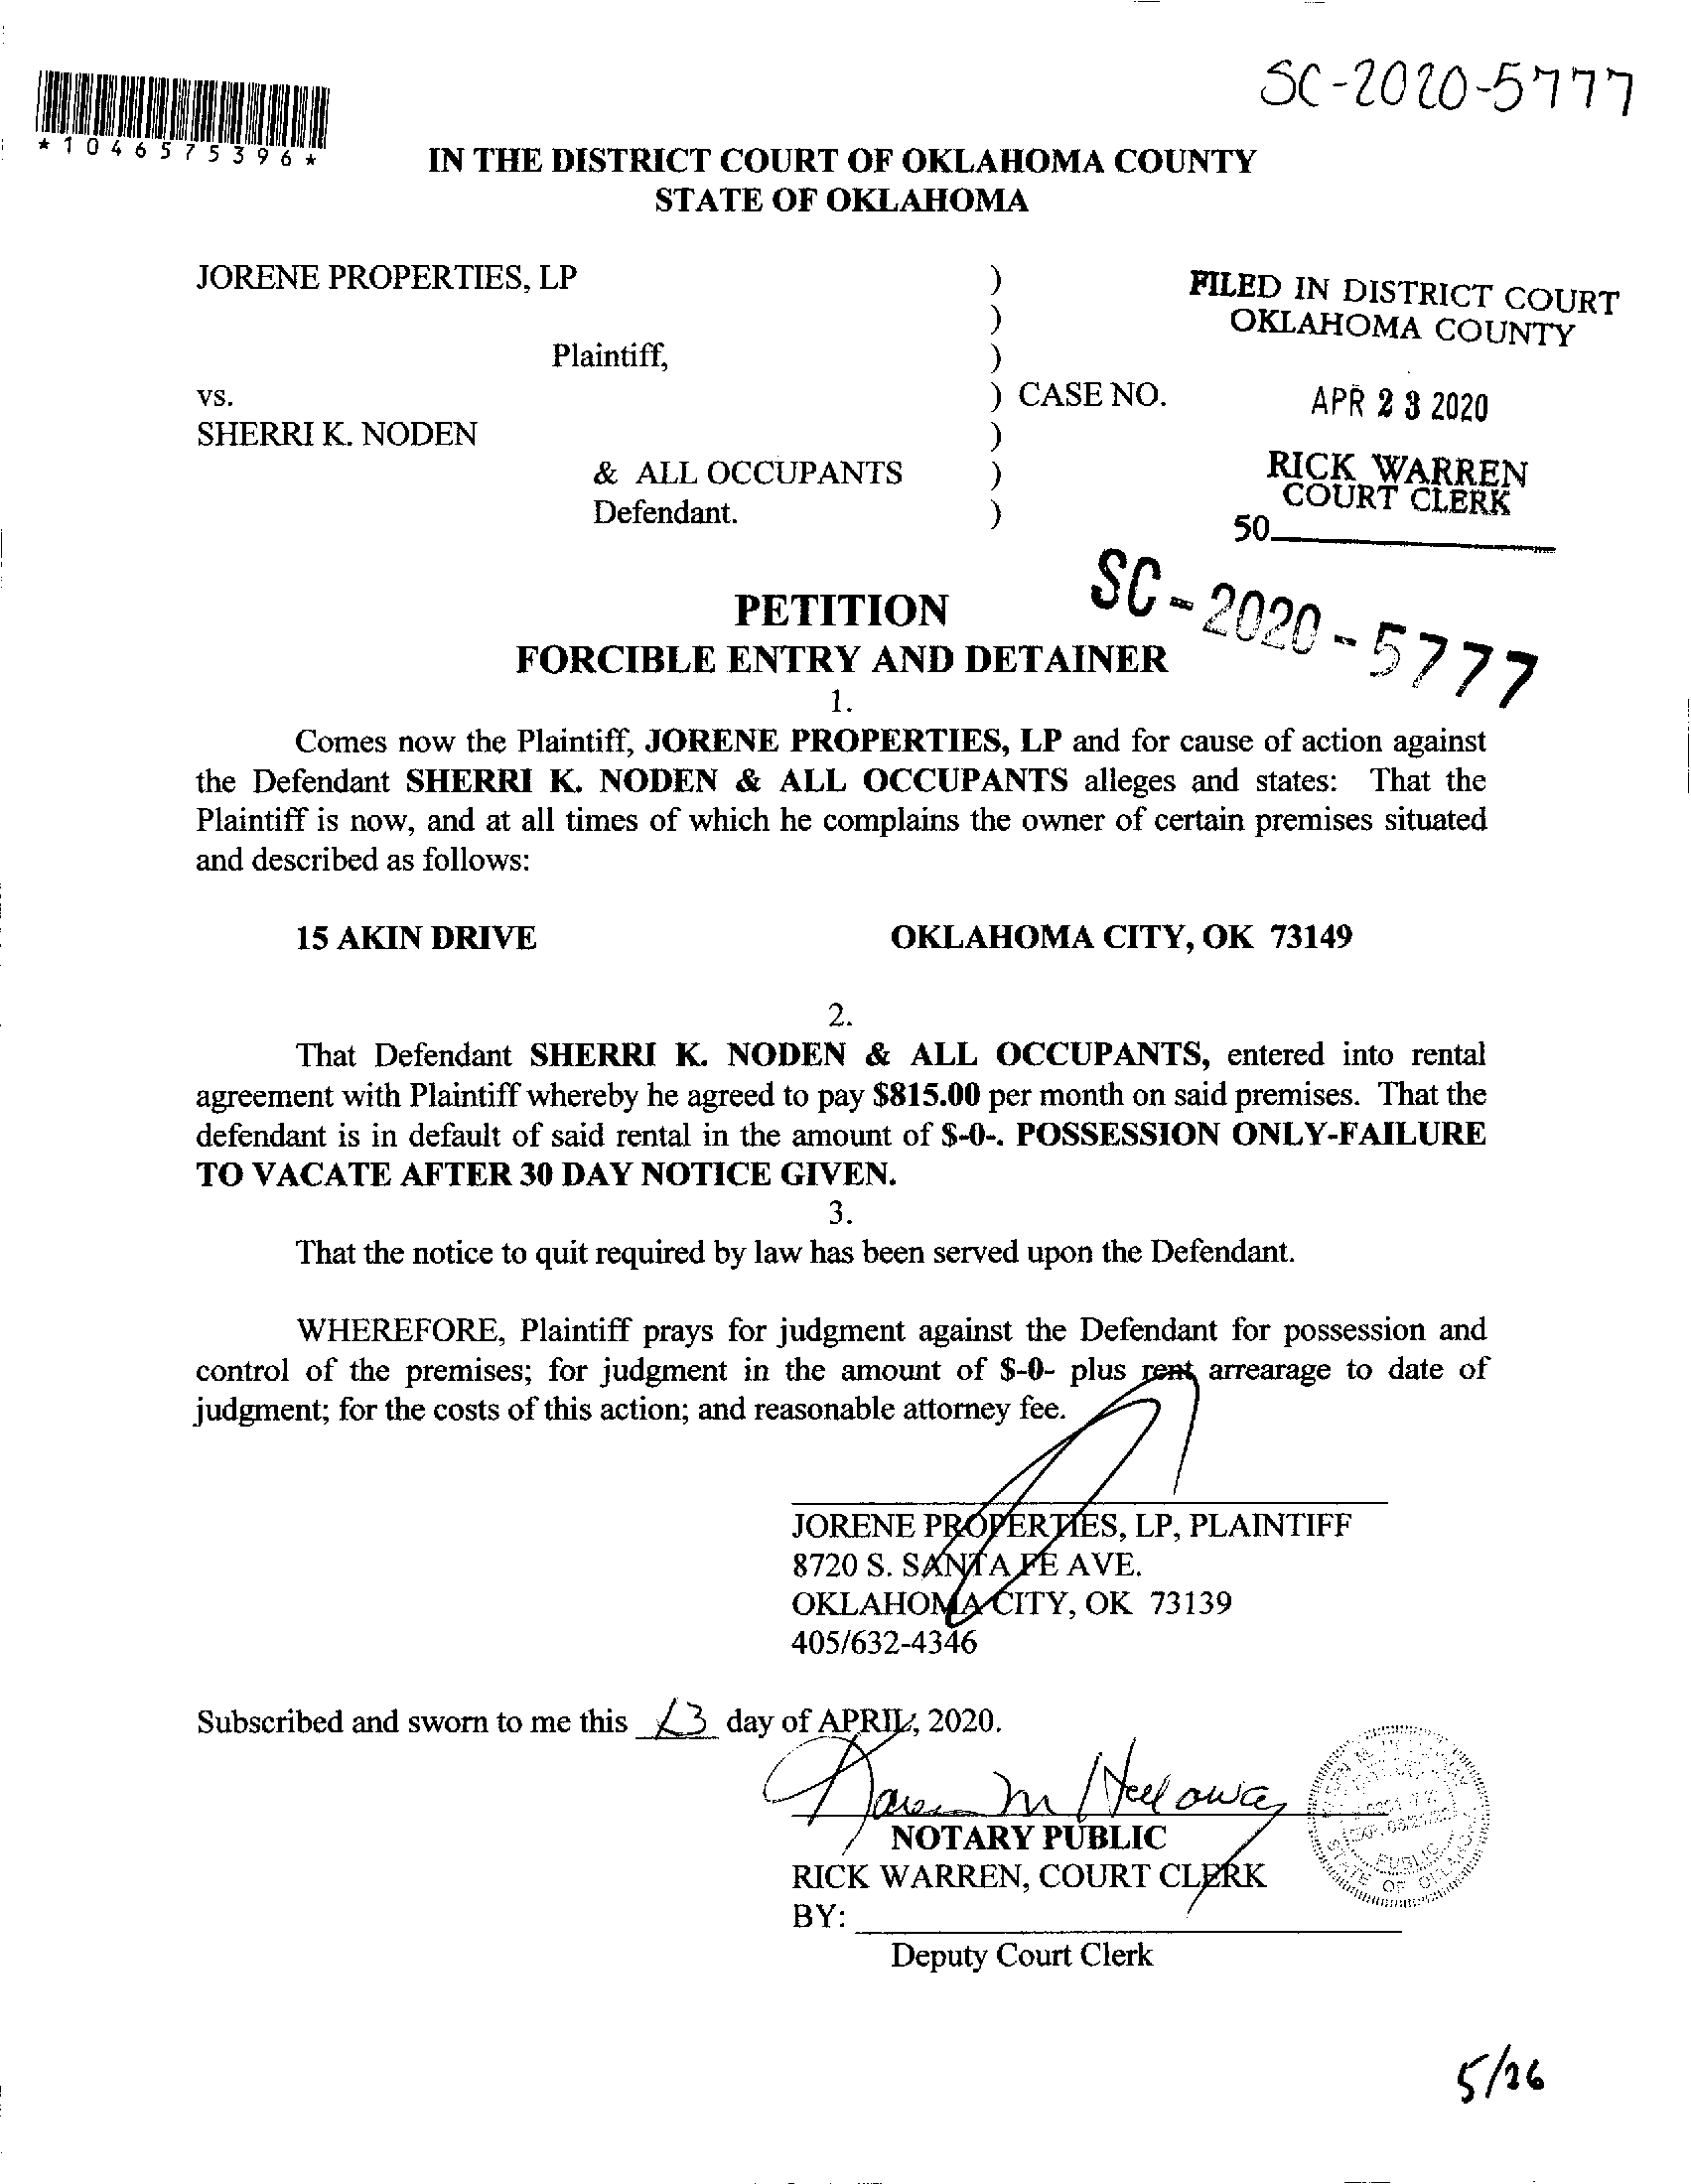 SC-2020-5777
*1046575396*
IN THE DISTRICT COURT OF OKLAHOMA COUNTY
STATE OF OKLAHOMA
JORENE PROPERTIES, LP )
)
Plaintiff, )
vs. ) CASE NO.
SHERRI K. NODEN )
& ALL OCCUPANTS )
Defendant. )
FILED IN DISTRICT COURT
OKLAHOMA COUNTY
APR 23 2020
RICK WARREN
COURT CLERK
50
SC-2020-5777
PETITION
FORCIBLE ENTRY AND DETAINER
1.
Comes now the Plaintiff, JORENE PROPERTIES, LP and for cause of action against
the Defendant SHERRI K. NODEN & ALL OCCUPANTS alleges and states: That the
Plaintiff is now, and at all times of which he complains the owner of certain premises situated
and described as follows:
15 AKIN DRIVE OKLAHOMA CITY, OK 73149
2.
That Defendant SHERRI K. NODEN & ALL OCCUPANTS, entered into rental
agreement with Plaintiff whereby he agreed to pay $815.00 per month on said premises. That the
defendant is in default of said rental in the amount of $-0-. POSSESSION ONLY-FAILURE
TO VACATE AFTER 30 DAY NOTICE GIVEN.
3.
That the notice to quit required by law has been served upon the Defendant.
WHEREFORE, Plaintiff prays for judgment against the Defendant for possession and
control of the premises; for judgment in the amount of $-0- plus rent arrearage to date of
judgment; for the costs of this action; and reasonable attorney fee.
JORENE PROPERTIES, LP, PLAINTIFF
8720 S. SANTA FE AVE.
OKLAHOMA CITY, OK 73139
405/632-4346
Subscribed and sworn to me this day of APRIL, 2020.
Karen M Holloway
NOTARY PUBLIC
RICK WARREN, COURT CLERK
BY:
Deputy Court Clerk
PUBLIC
STATE OF
5/26